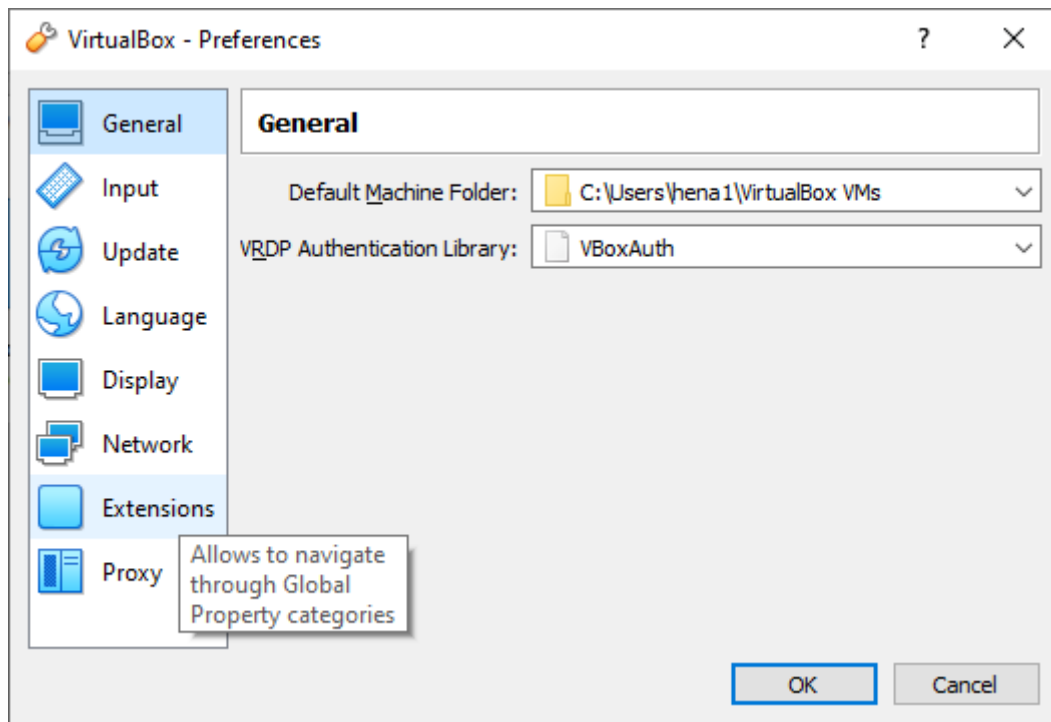 VirtualBox - Preferences
?
General
Input
Update
Language
Display
Network
Extensions
Proxy
General
Default Machine Folder: C:\Users\hena1\VirtualBox VMs
VRDP Authentication Library: VBoxAuth
Allows to navigate
through Global
Property categories
OK Cancel